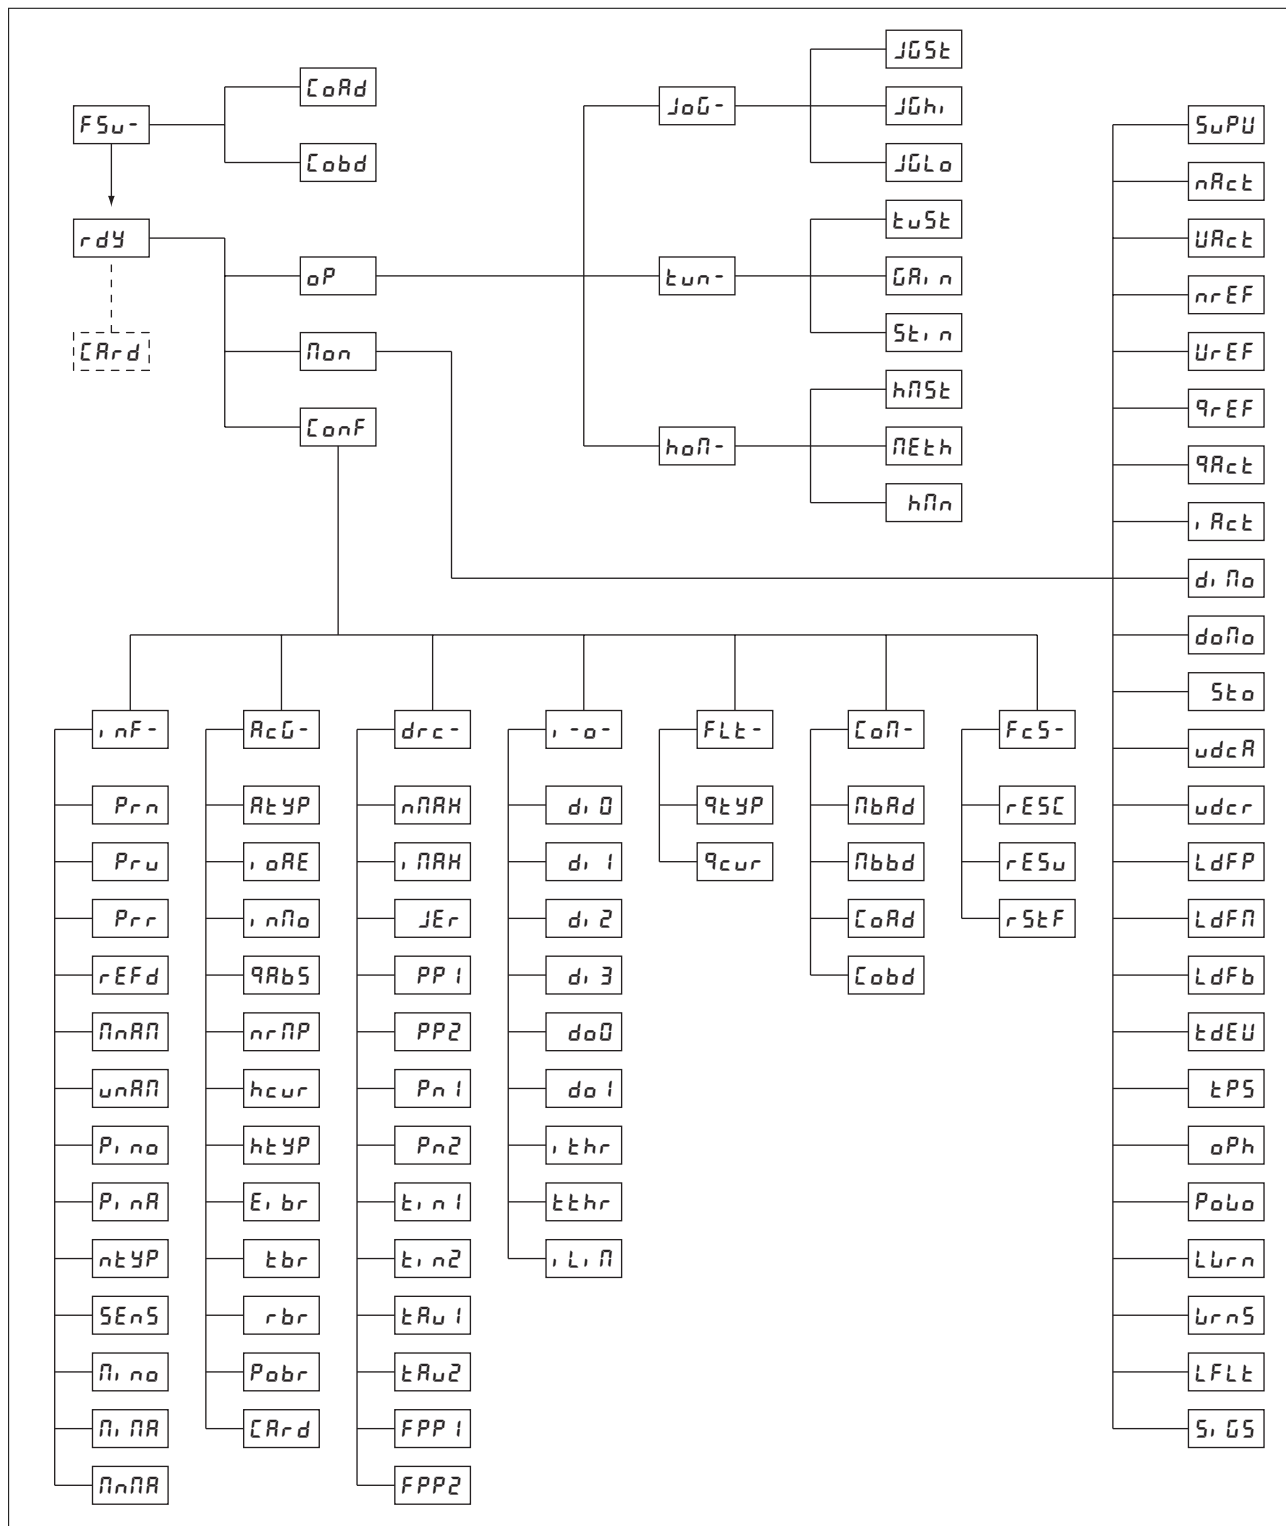 FSu-
CoAd
Cobd
rdy
CArd
oP
Mon
ConF
JoG-
JGSt
JGhi
JGLo
tun-
tuSt
GAin
Stin
hoM-
hMSt
MEth
hMn
SuPV
nAct
VAct
nrEF
VrEF
qrEF
qAct
iAct
diMo
doMo
Sto
udcA
udcr
LdFP
LdFM
LdFb
tdEV
tPS
oPh
LFLt
SiGS
inF-
Prn
Pru
Prr
rEFd
MnAM
unAM
Pino
PinA
ntyP
SEnS
Mino
MiMA
MnMA
AcG-
AtyP
ioAE
inMo
qAbS
nrMP
hcur
htyP
Eibr
tbr
rbr
Pobr
CArd
drc-
nMAX
iMAX
JEr
PP1
PP2
Pn1
Pn2
tin1
tin2
tAu1
tAu2
FPP1
FPP2
i-o-
di0
di1
di2
di3
do0
do1
ithr
tthr
iLiM
FLt-
qtyP
qcur
CoM-
MbAd
Mbbd
CoAd
Cobd
FcS-
rESC
rESu
rStF